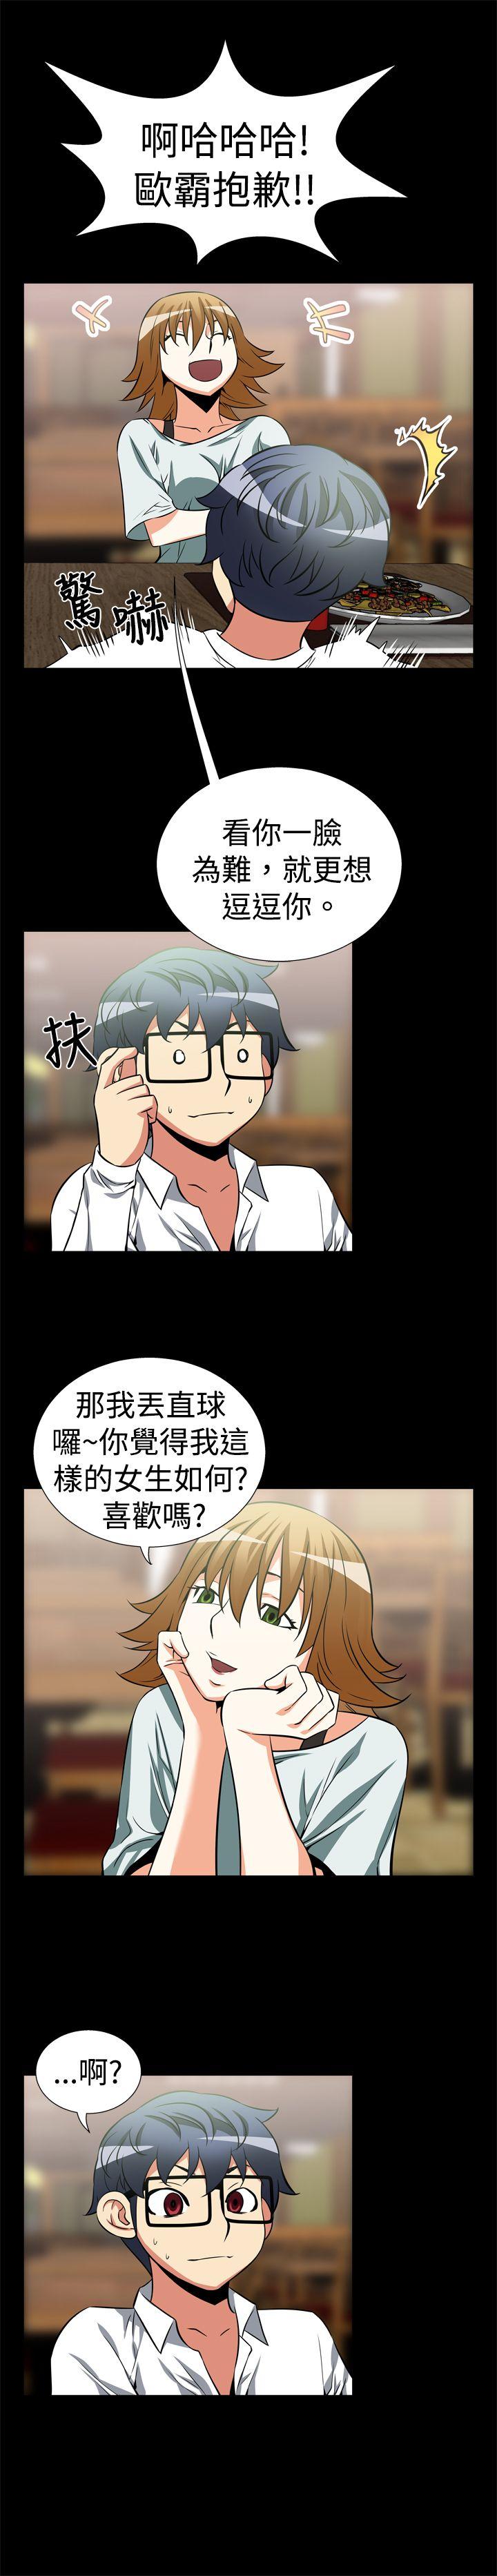 啊哈哈哈!
歐霸抱歉!!
驚嚇
看你一臉
為難，就更想
逗逗你。
扶
那我丟直球
囉~你覺得我這
樣的女生如何?
喜歡嗎?
...啊?